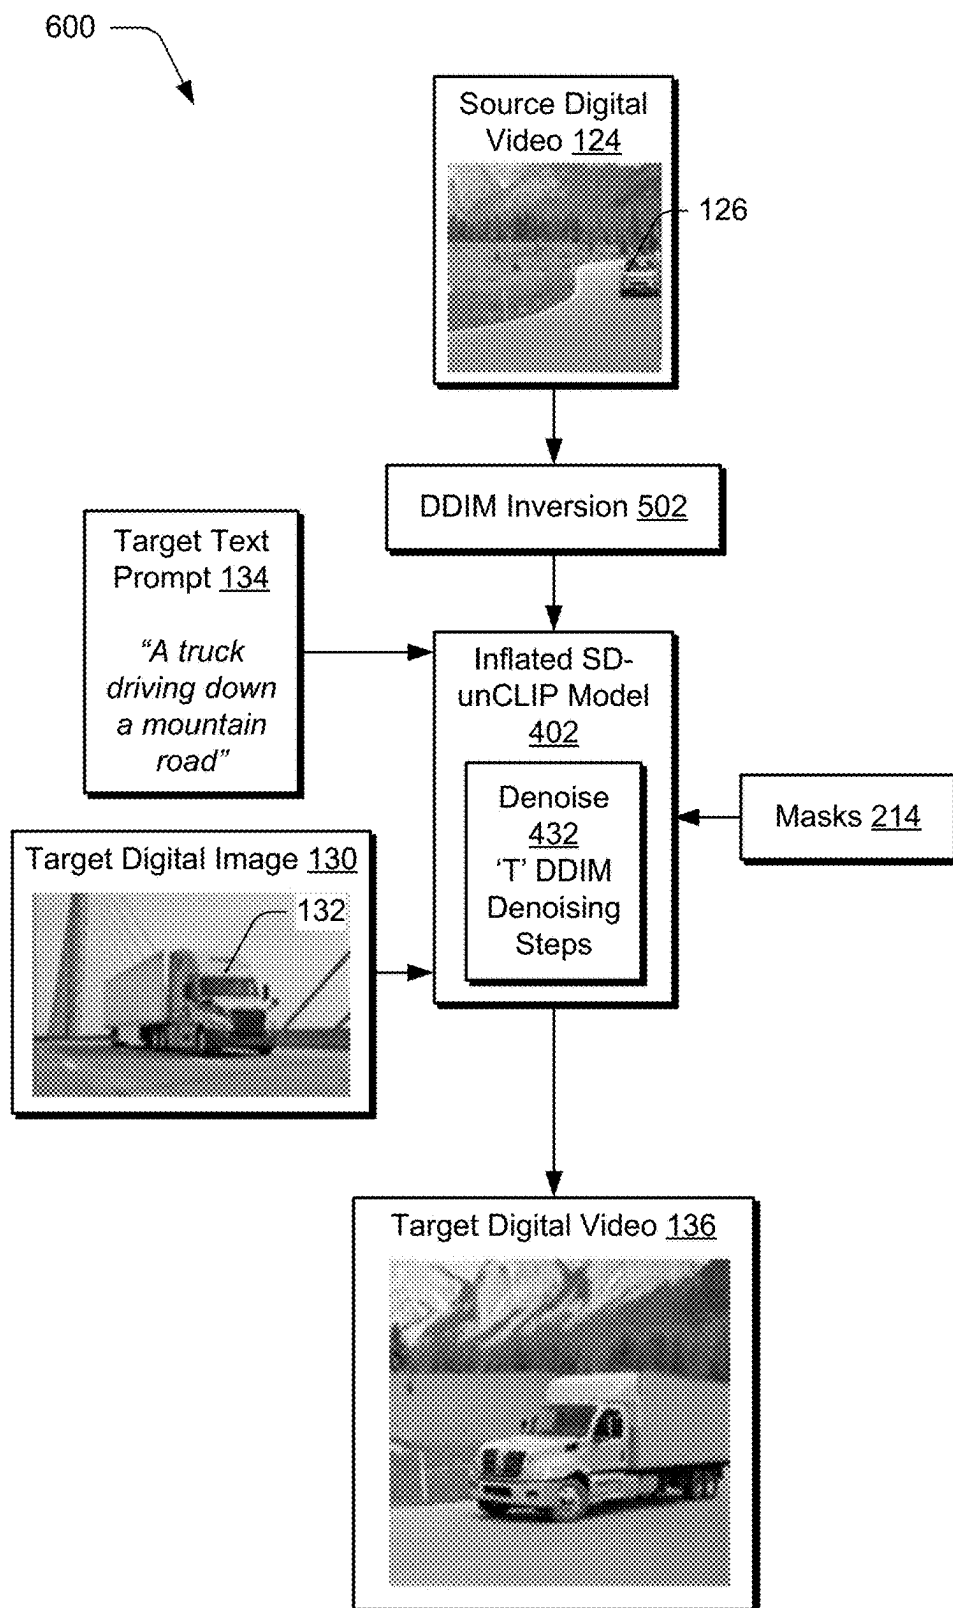 600
Source Digital
Video 124
126
DDIM Inversion 502
Target Text
Prompt 134
“A truck
driving down
a mountain
road”
Inflated SD-
unCLIP Model
402
Denoise
432
‘T’ DDIM
Denoising
Steps
Masks 214
Target Digital Image 130
132
Target Digital Video 136